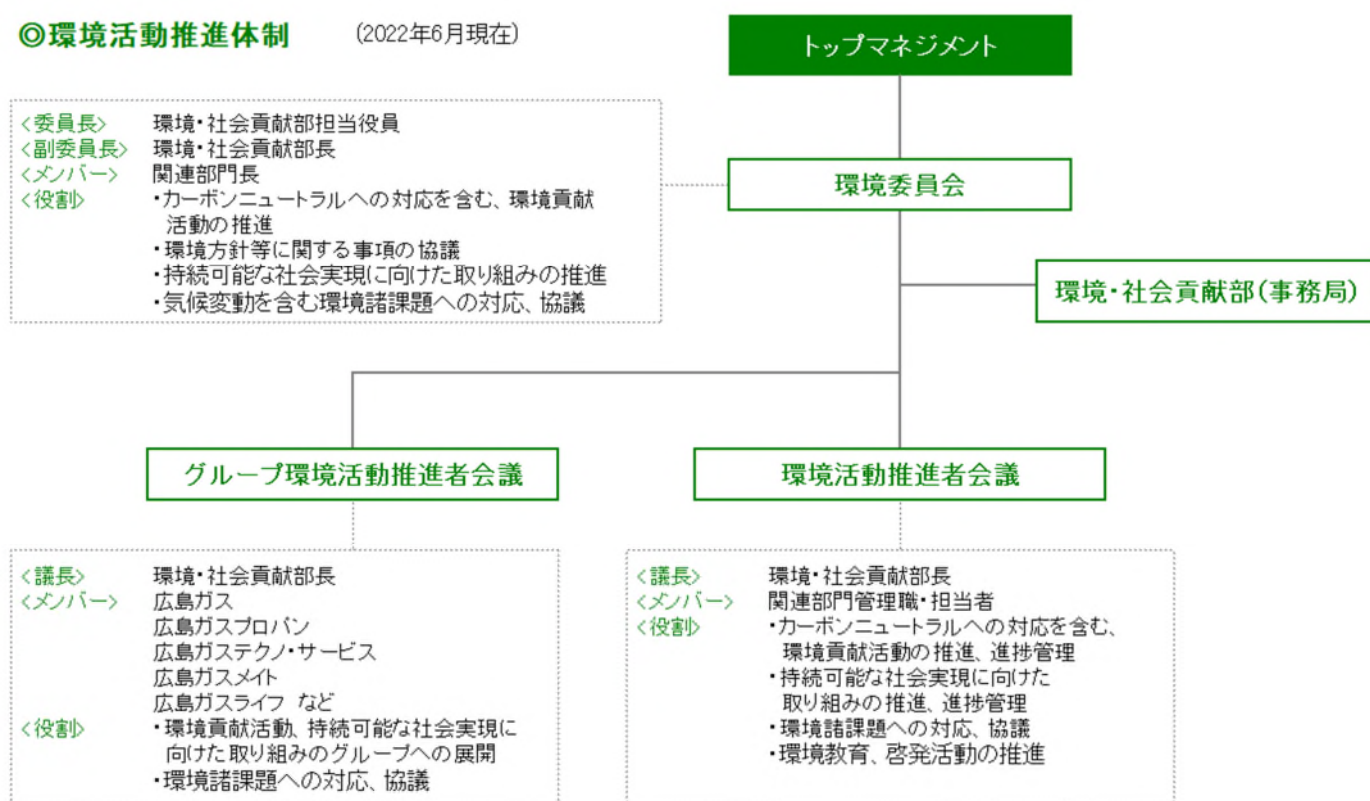 ◎環境活動推進体制 (2022年6月現在)
トップマネジメント
<委員長> 環境・社会貢献部担当役員
<副委員長> 環境・社会貢献部長
<メンバー> 関連部門長
<役割> ・カーボンニュートラルへの対応を含む、環境貢献
活動の推進
・環境方針等に関する事項の協議
・持続可能な社会実現に向けた取り組みの推進
・気候変動を含む環境諸課題への対応、協議
環境委員会
環境・社会貢献部(事務局)
グループ環境活動推進者会議
<議長> 環境・社会貢献部長
<メンバー> 広島ガス
広島ガスプロパン
広島ガステクノ・サービス
広島ガスメイト
広島ガスライフ など
<役割> ・環境貢献活動、持続可能な社会実現に
向けた取り組みのグループへの展開
・環境諸課題への対応、協議
環境活動推進者会議
<議長> 環境・社会貢献部長
<メンバー> 関連部門管理職・担当者
<役割> ・カーボンニュートラルへの対応を含む、
環境貢献活動の推進、進捗管理
・持続可能な社会実現に向けた
取り組みの推進、進捗管理
・環境諸課題への対応、協議
・環境教育、啓発活動の推進